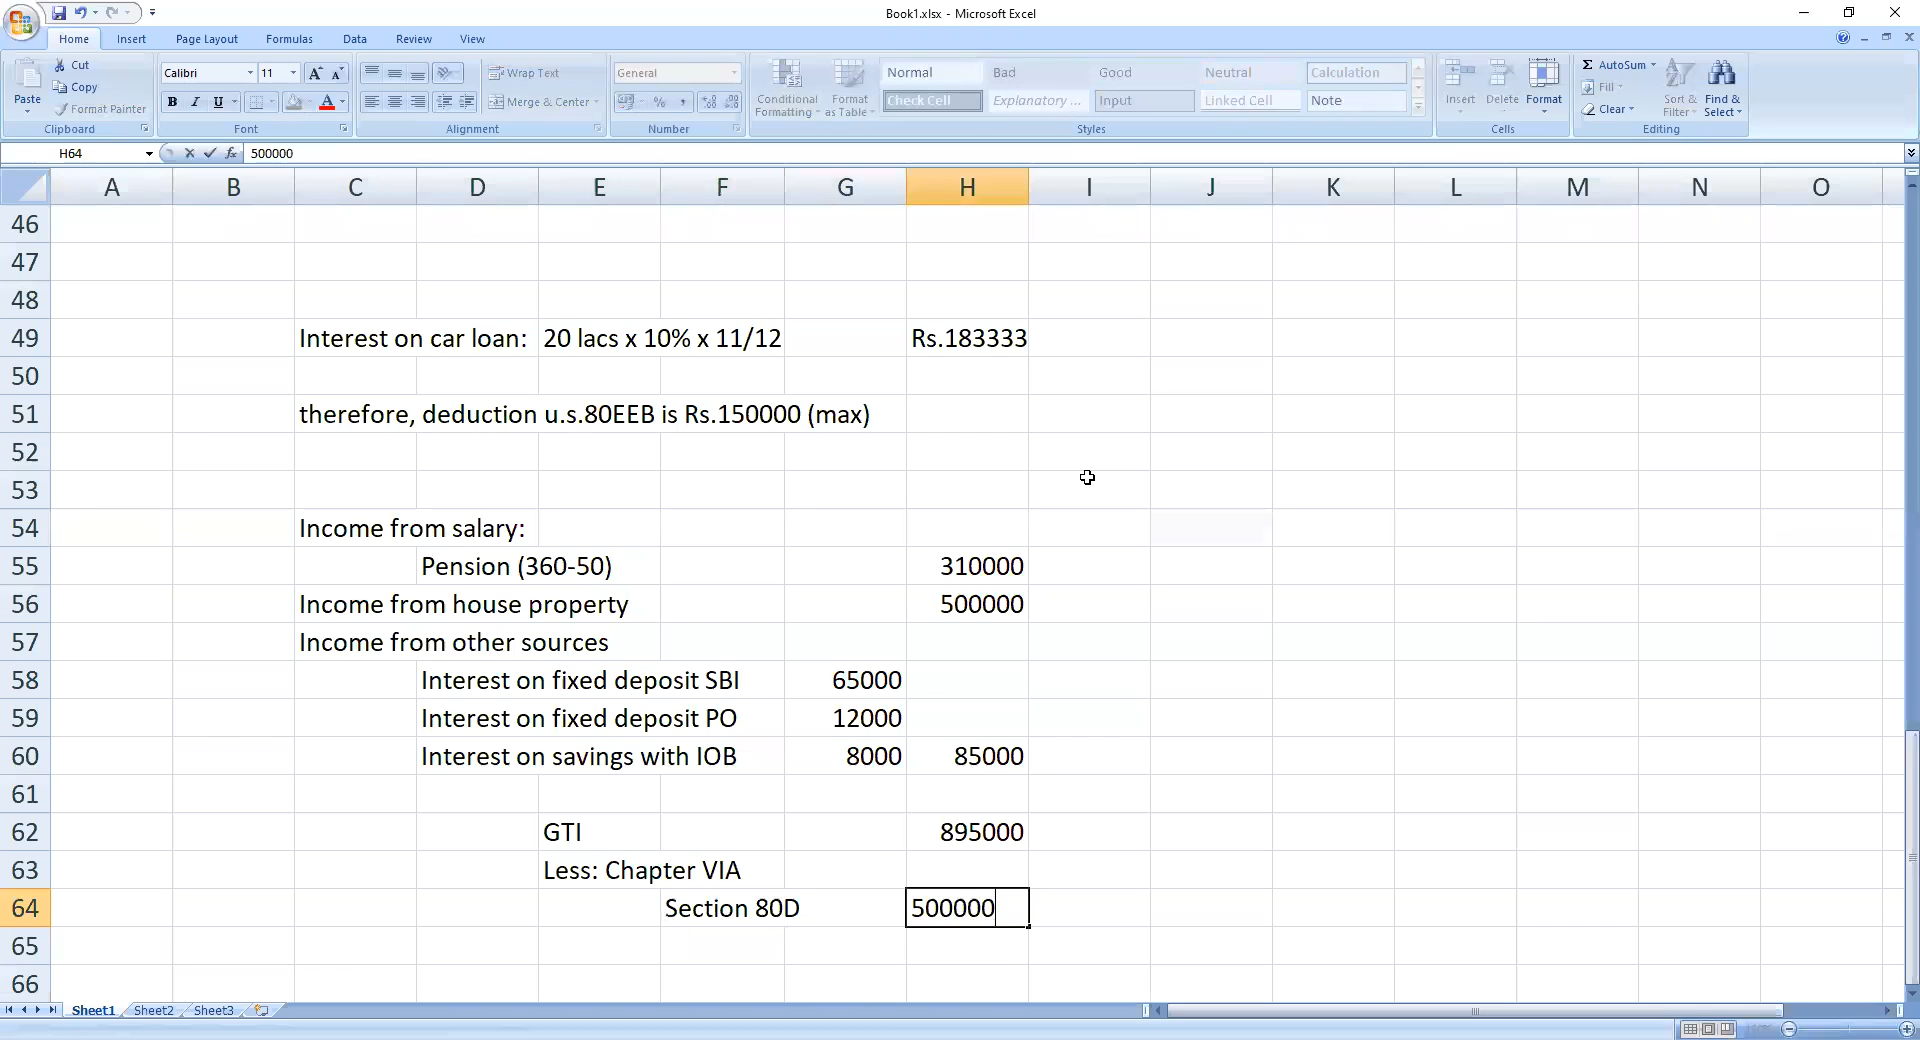 Book1.xlsx - Microsoft Excel
Home Insert Page Layout Formulas Data Review View
Paste
Cut
Copy
Format Painter
Clipboard
Calibri 11 A A
B I U A
Font
Wrap Text
Merge & Center
Alignment
General
% , .0 .00
Number
Conditional Formatting
Format as Table
Normal Bad Good Neutral Calculation
Check Cell Explanatory ... Input Linked Cell Note
Styles
Insert Delete Format
Cells
Σ AutoSum
Fill
Clear
Sort & Filter
Find & Select
Editing
H64 fx 500000
A B C D E F G H I J K L M N O
46
47
48
49 Interest on car loan: 20 lacs x 10% x 11/12 Rs.183333
50
51 therefore, deduction u.s.80EEB is Rs.150000 (max)
52
53
54 Income from salary:
55 Pension (360-50) 310000
56 Income from house property 500000
57 Income from other sources
58 Interest on fixed deposit SBI 65000
59 Interest on fixed deposit PO 12000
60 Interest on savings with IOB 8000 85000
61
62 GTI 895000
63 Less: Chapter VIA
64 Section 80D 500000
65
66
Sheet1 Sheet2 Sheet3